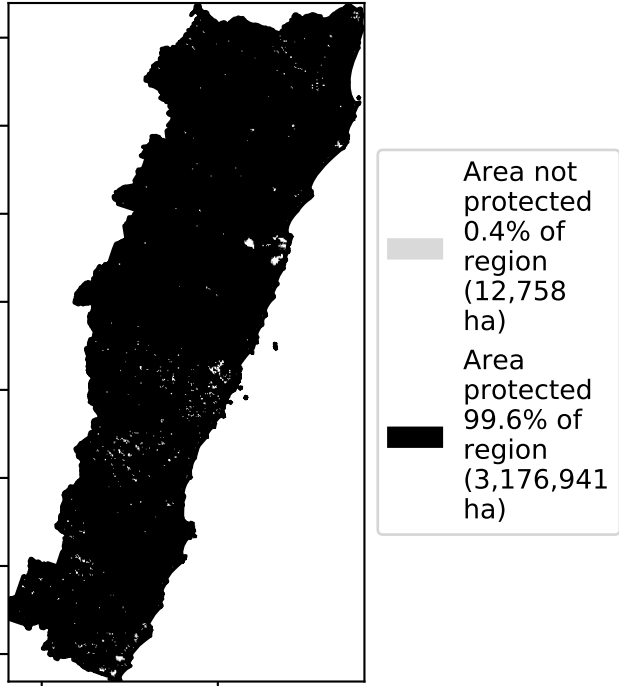 Area not
protected
0.4% of
region
(12,758
ha)
Area
protected
99.6% of
region
(3,176,941
ha)